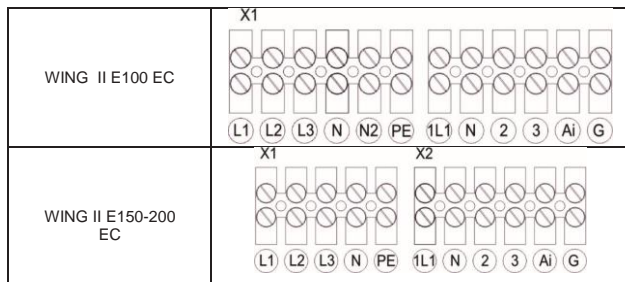 X1
WING II E100 EC
L1 L2 L3 N N2 PE 1L1 N 2 3 Ai G
X1 X2
WING II E150-200
EC
L1 L2 L3 N PE 1L1 N 2 3 Ai G